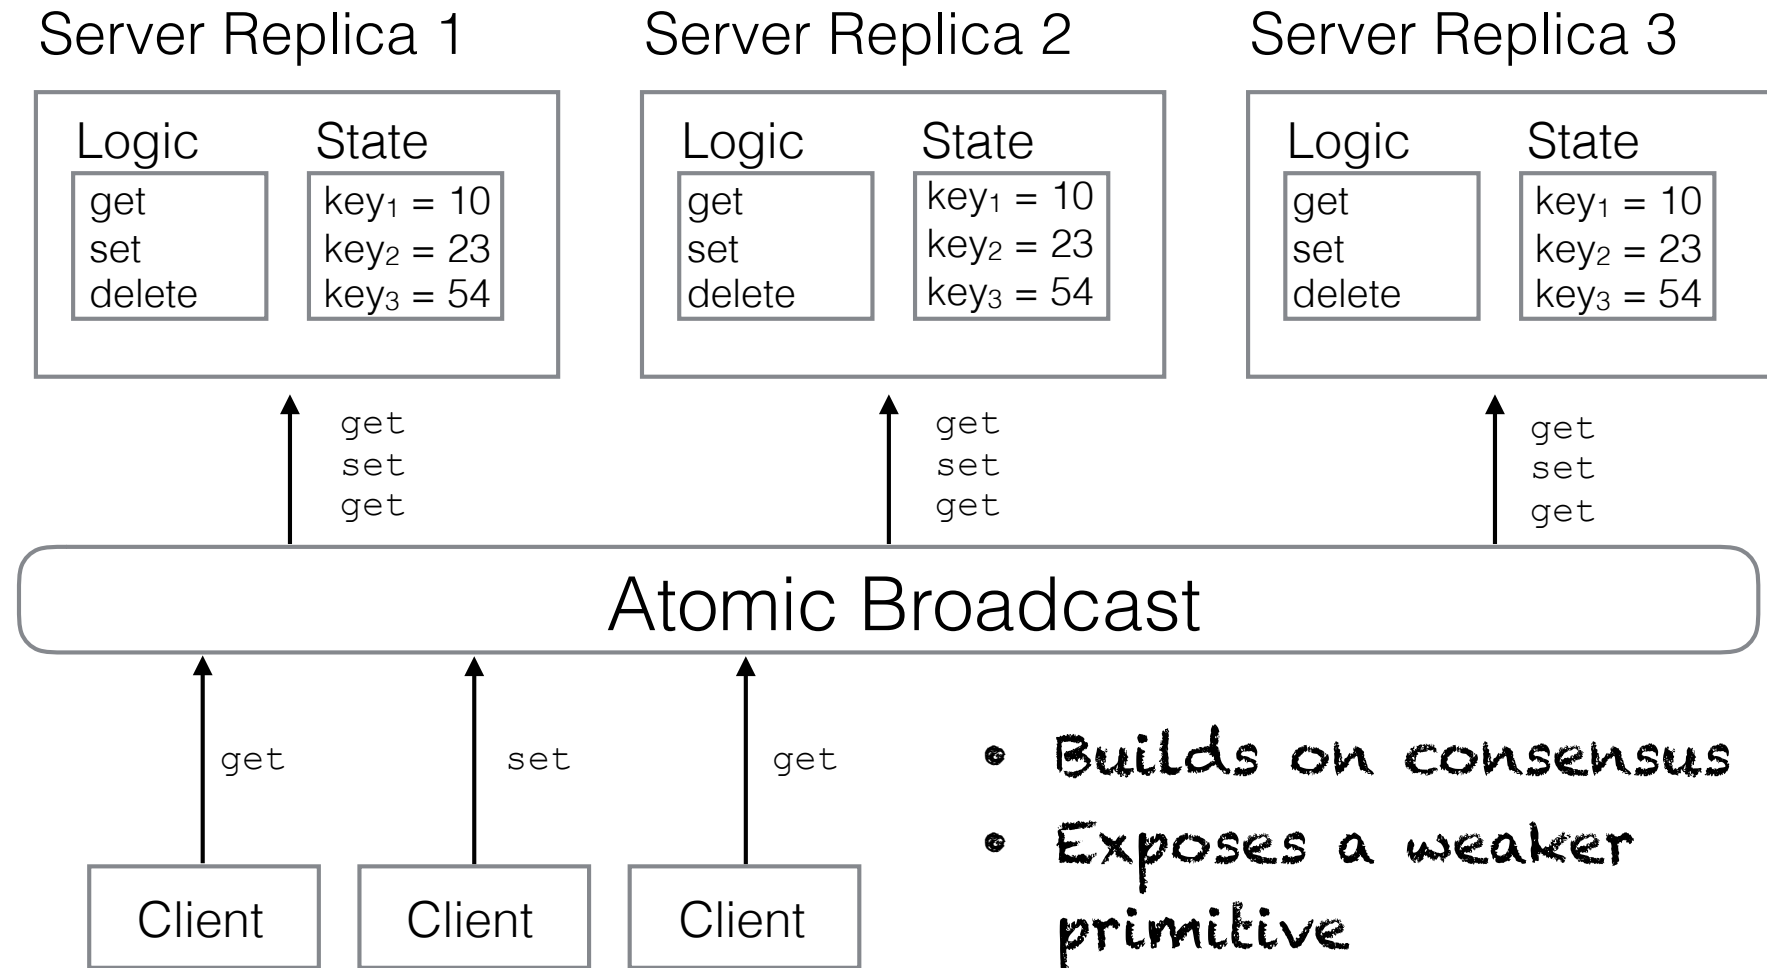 Server Replica 1
Server Replica 2
Server Replica 3
Logic
State
get
set
delete
key₁ = 10
key₂ = 23
key₃ = 54
Logic
State
get
set
delete
key₁ = 10
key₂ = 23
key₃ = 54
Logic
State
get
set
delete
key₁ = 10
key₂ = 23
key₃ = 54
get
set
get
get
set
get
get
set
get
Atomic Broadcast
get
set
get
Client
Client
Client
• Builds on consensus
• Exposes a weaker
primitive